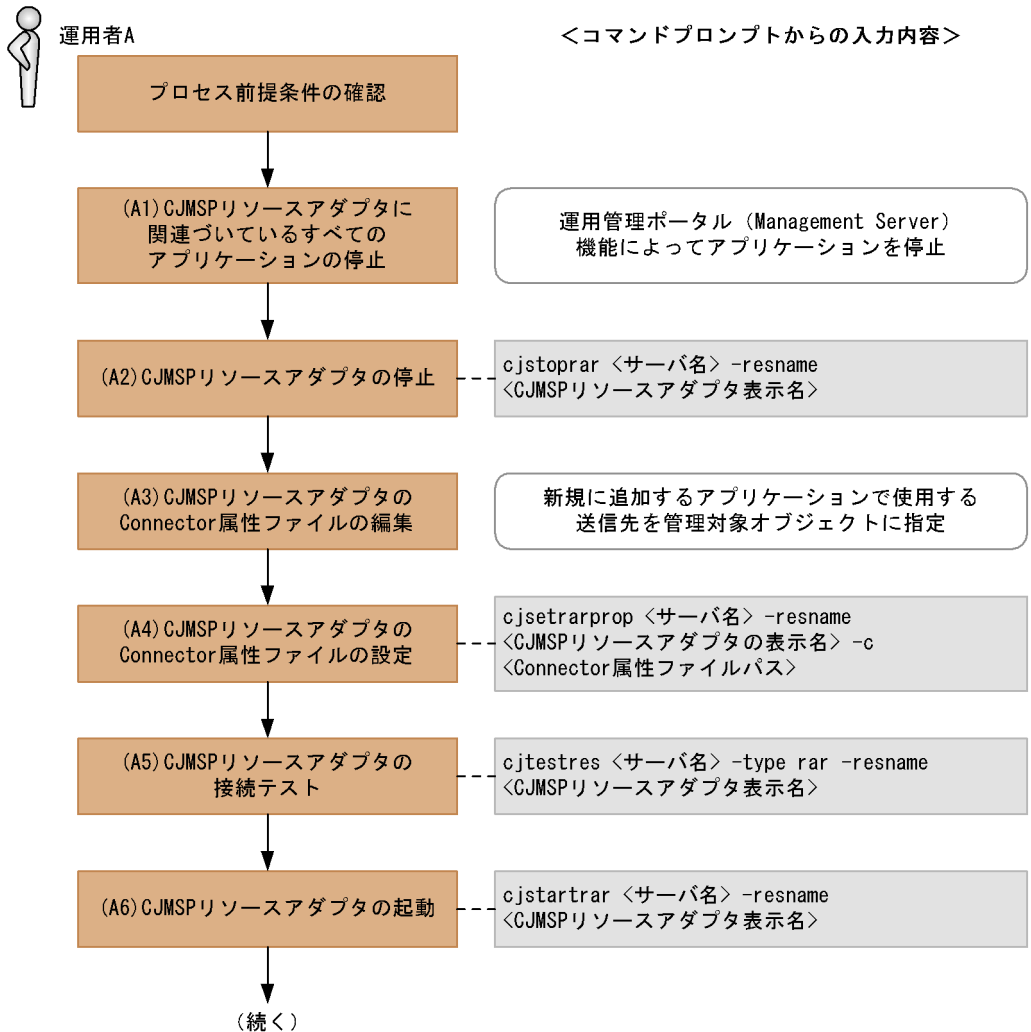 運用者A
<コマンドプロンプトからの入力内容>
プロセス前提条件の確認
(A1)CJMSPリソースアダプタに
関連づいているすべての
アプリケーションの停止
運用管理ポータル（Management Server）
機能によってアプリケーションを停止
(A2)CJMSPリソースアダプタの停止
cjstoprar <サーバ名> -resname
<CJMSPリソースアダプタ表示名>
(A3)CJMSPリソースアダプタの
Connector属性ファイルの編集
新規に追加するアプリケーションで使用する
送信先を管理対象オブジェクトに指定
(A4)CJMSPリソースアダプタの
Connector属性ファイルの設定
cjsetrarprop <サーバ名> -resname
<CJMSPリソースアダプタの表示名> -c
<Connector属性ファイルパス>
(A5)CJMSPリソースアダプタの
接続テスト
cjtestres <サーバ名> -type rar -resname
<CJMSPリソースアダプタ表示名>
(A6)CJMSPリソースアダプタの起動
cjstartrar <サーバ名> -resname
<CJMSPリソースアダプタ表示名>
(続く)